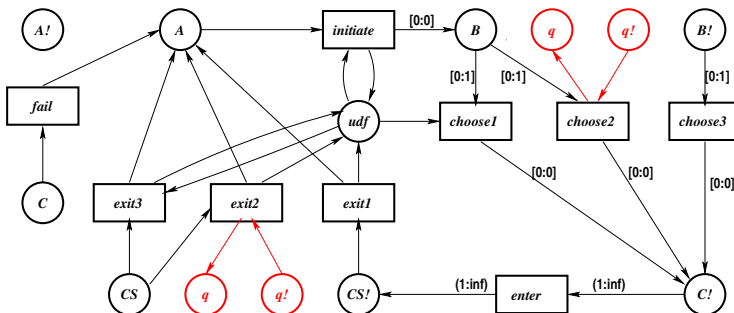 A! A initiate [0:0] B q q! B!
[0:1] [0:1] [0:1]
fail udf choose1 choose2 choose3
[0:0] [0:0] [0:0]
C exit3 exit2 exit1
CS q q! CS! (1:inf) enter (1:inf) C!